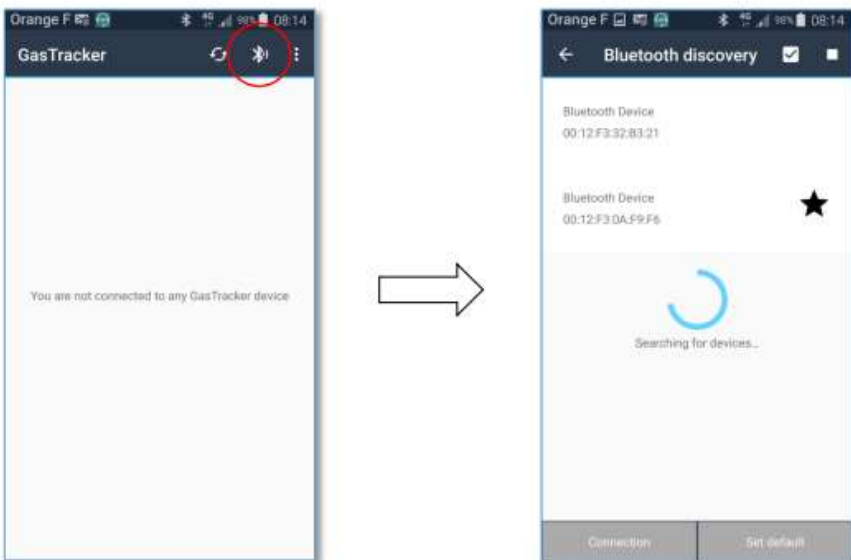 Orange F 98% 08:14
GasTracker
You are not connected to any GasTracker device
Orange F 98% 08:14
Bluetooth discovery
Bluetooth Device
00:12:F3:32:B3:21
Bluetooth Device
00:12:F3:0A:F9:F6
Searching for devices...
Connection Set default